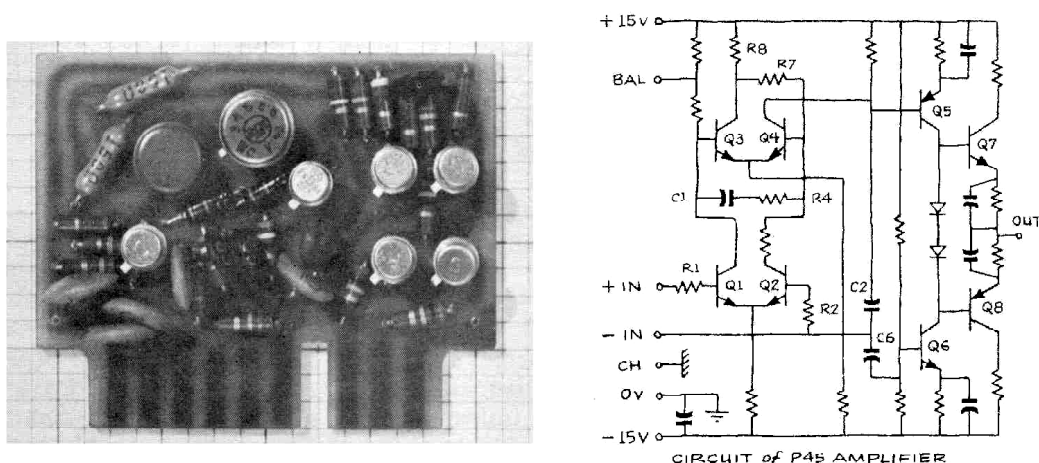 +15V
R8
R7
BAL
Q5
Q3 Q4
Q7
C1
R4
OUT
+ IN R1
Q1 Q2
C2
R2
Q8
- IN
C6
Q6
CH
0V
-15V
CIRCUIT of P45 AMPLIFIER